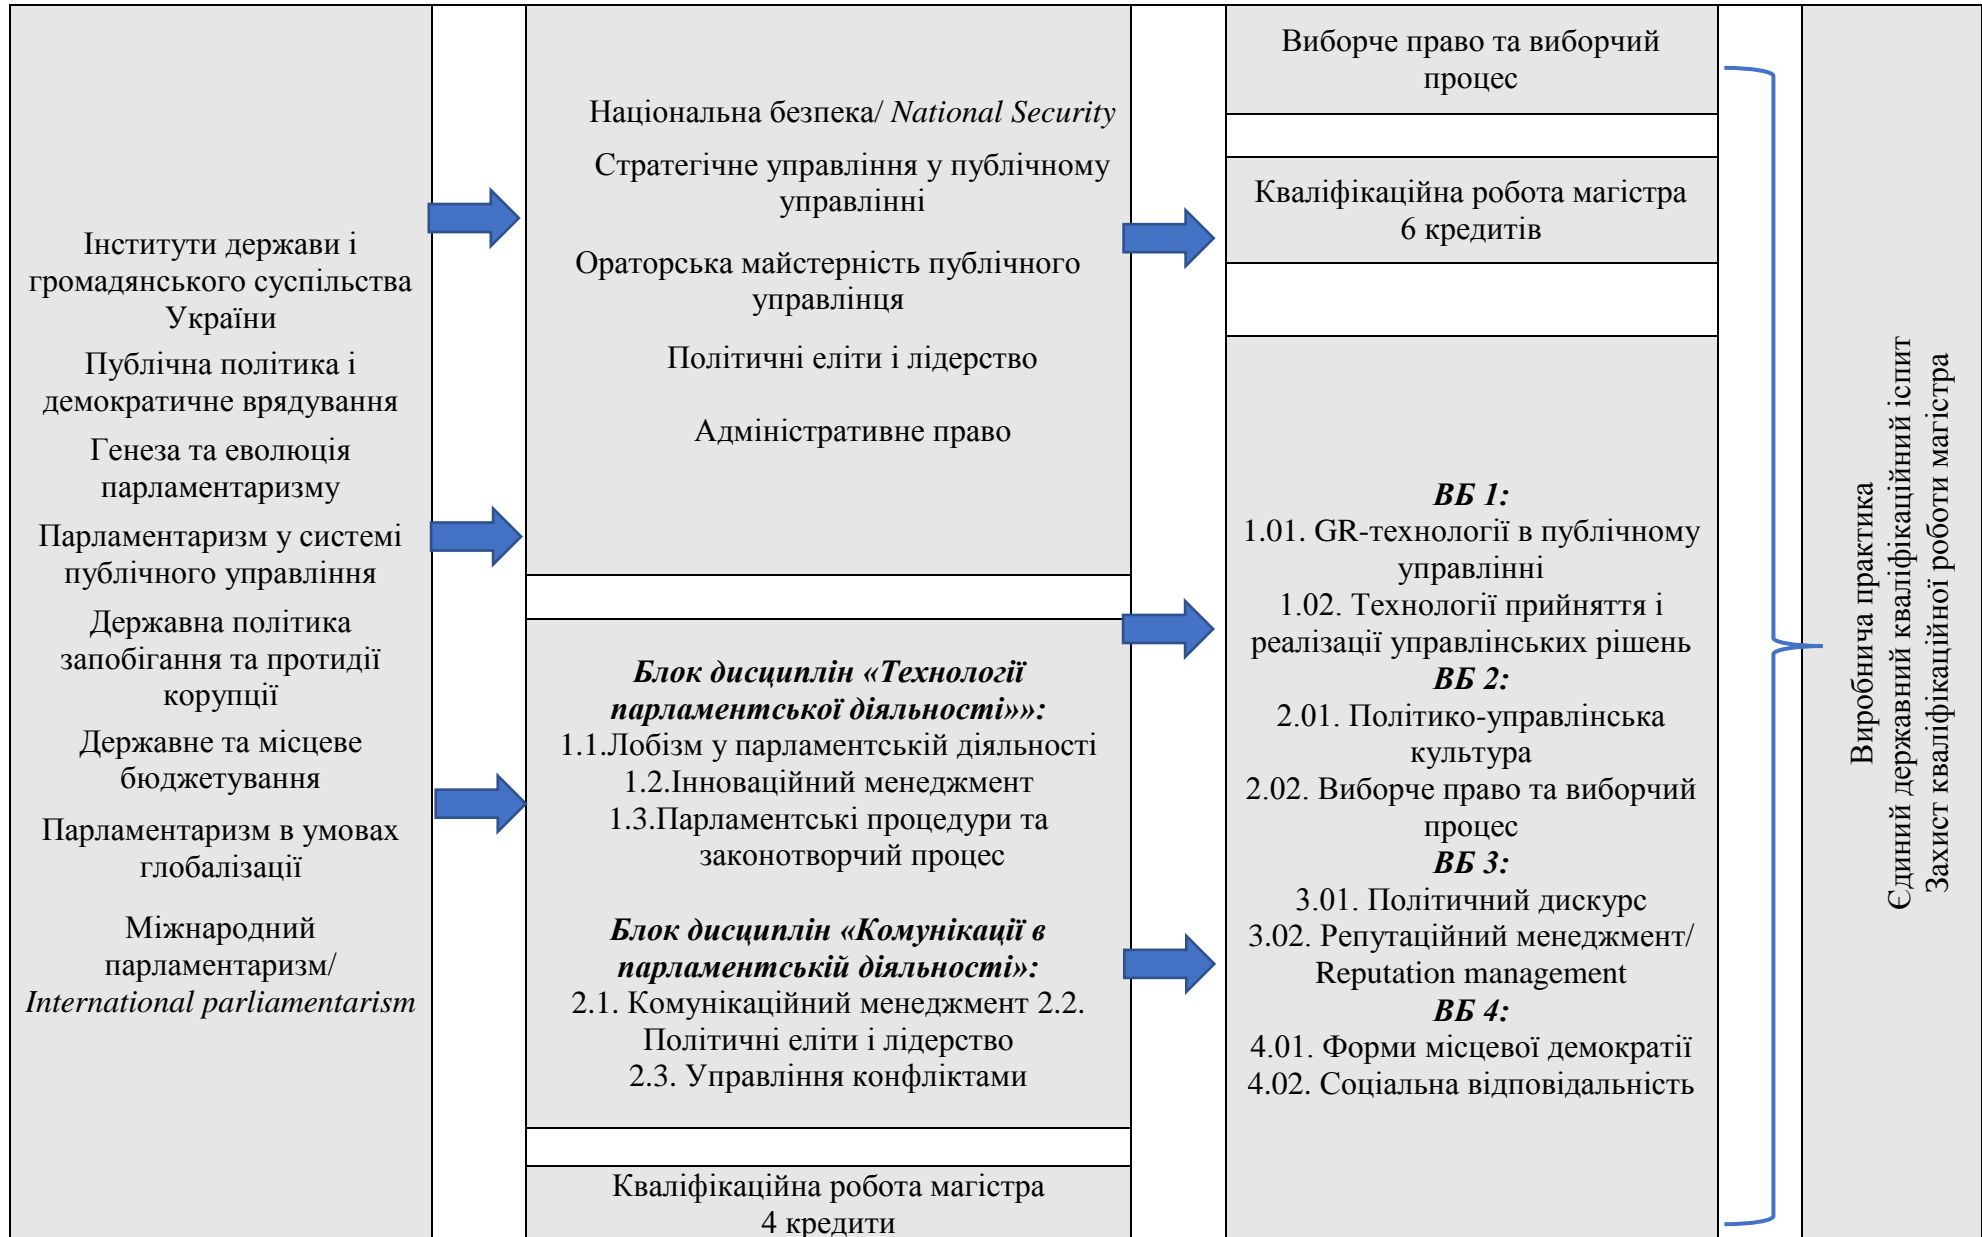 Інститути держави і
громадянського суспільства
України
Публічна політика і
демократичне врядування
Генеза та еволюція
парламентаризму
Парламентаризм у системі
публічного управління
Державна політика
запобігання та протидії
корупції
Державне та місцеве
бюджетування
Парламентаризм в умовах
глобалізації
Міжнародний
парламентаризм/
International parliamentarism
Національна безпека/ National Security
Стратегічне управління у публічному
управлінні
Ораторська майстерність публічного
управлінця
Політичні еліти і лідерство
Адміністративне право
Блок дисциплін «Технології
парламентської діяльності»»:
1.1.Лобізм у парламентській діяльності
1.2.Інноваційний менеджмент
1.3.Парламентські процедури та
законотворчий процес
Блок дисциплін «Комунікації в
парламентській діяльності»:
2.1. Комунікаційний менеджмент 2.2.
Політичні еліти і лідерство
2.3. Управління конфліктами
Кваліфікаційна робота магістра
4 кредити
Виборче право та виборчий
процес
Кваліфікаційна робота магістра
6 кредитів
ВБ 1:
1.01. GR-технології в публічному
управлінні
1.02. Технології прийняття і
реалізації управлінських рішень
ВБ 2:
2.01. Політико-управлінська
культура
2.02. Виборче право та виборчий
процес
ВБ 3:
3.01. Політичний дискурс
3.02. Репутаційний менеджмент/
Reputation management
ВБ 4:
4.01. Форми місцевої демократії
4.02. Соціальна відповідальність
Виробнича практика
Єдиний державний кваліфікаційний іспит
Захист кваліфікаційної роботи магістра